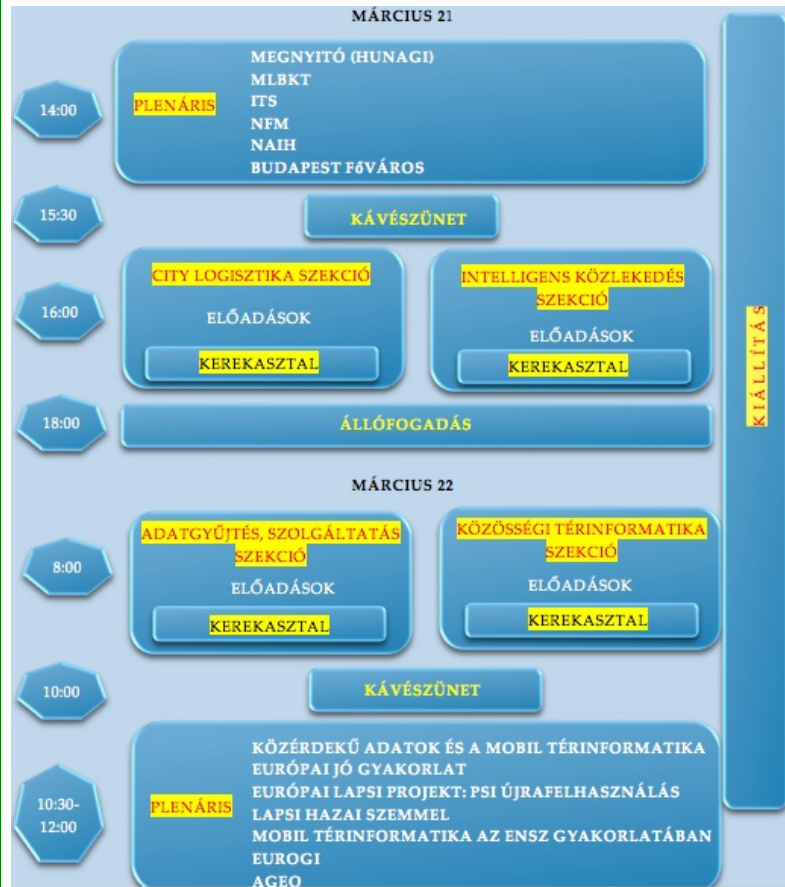 MÁRCIUS 21
14:00
PLENÁRIS
MEGNYITÓ (HUNAGI)
MLBKT
ITS
NFM
NAIH
BUDAPEST FőVÁROS
15:30
KÁVÉSZÜNET
16:00
CITY LOGISZTIKA SZEKCIÓ
ELŐADÁSOK
KEREKASZTAL
INTELLIGENS KÖZLEKEDÉS
SZEKCIÓ
ELŐADÁSOK
KEREKASZTAL
18:00
ÁLLÓFOGADÁS
MÁRCIUS 22
8:00
ADATGYŰJTÉS, SZOLGÁLTATÁS
SZEKCIÓ
ELŐADÁSOK
KEREKASZTAL
KÖZÖSSÉGI TÉRINFORMATIKA
SZEKCIÓ
ELŐADÁSOK
KEREKASZTAL
10:00
KÁVÉSZÜNET
10:30-
12:00
PLENÁRIS
KÖZÉRDEKŰ ADATOK ÉS A MOBIL TÉRINFORMATIKA
EURÓPAI JÓ GYAKORLAT
EURÓPAI LAPSI PROJEKT: PSI ÚJRAFELHASZNÁLÁS
LAPSI HAZAI SZEMMEL
MOBIL TÉRINFORMATIKA AZ ENSZ GYAKORLATÁBAN
EUROGI
AGEO
KIÁLLÍTÁS